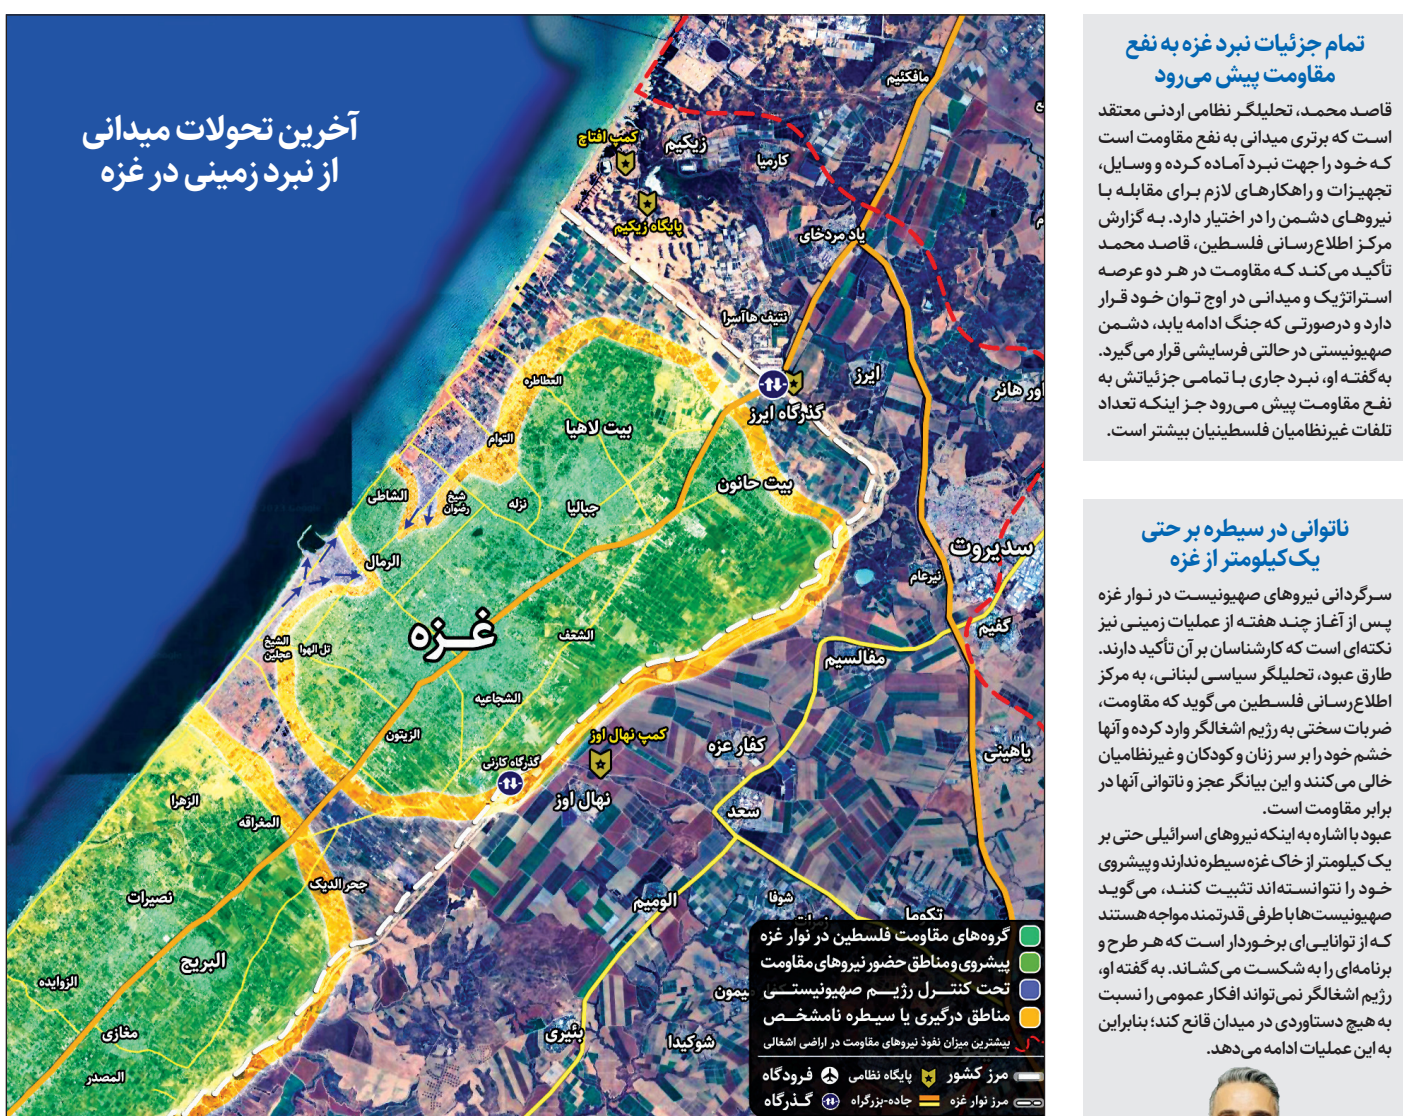 تمام جزئیات نبرد غزه به نفع
مقاومت پیش می‌رود
قاصد محمد، تحلیلگر نظامی اردنی معتقد
است که برتری میدانی به نفع مقاومت است
که خود را جهت نبرد آماده کرده و وسایل،
تجهیزات و راهکارهای لازم برای مقابله با
نیروهای دشمن را در اختیار دارد. به گزارش
مرکز اطلاع‌رسانی فلسطین، قاصد محمد
تأکید می‌کند که مقاومت در هر دو عرصه
استراتژیک و میدانی در اوج توان خود قرار
دارد و درصورتی که جنگ ادامه یابد، دشمن
صهیونیستی در حالتی فرسایشی قرار می‌گیرد.
به‌گفته او، نبرد جاری با تمامی جزئیاتش به
نفع مقاومت پیش می‌رود جز اینکه تعداد
تلفات غیرنظامیان فلسطینیان بیشتر است.
ناتوانی در سیطره بر حتی
یک‌کیلومتر از غزه
سرگردانی نیروهای صهیونیست در نوار غزه
پس از آغاز چند هفته از عملیات زمینی نیز
نکته‌ای است که کارشناسان بر آن تأکید دارند.
طارق عبود، تحلیلگر سیاسی لبنانی، به مرکز
اطلاع‌رسانی فلسطین می‌گوید که مقاومت،
ضربات سختی به رژیم اشغالگر وارد کرده و آنها
خشم خود را بر سر زنان و کودکان و غیرنظامیان
خالی می‌کنند و این بیانگر عجز و ناتوانی آنها در
برابر مقاومت است.
عبود با اشاره به اینکه نیروهای اسرائیلی حتی بر
یک کیلومتر از خاک غزه سیطره ندارند و پیشروی
خود را نتوانسته‌اند تثبیت کنند، می‌گوید
صهیونیست‌ها با طرفی قدرتمند مواجه هستند
که از توانایی‌ای برخوردار است که هر طرح و
برنامه‌ای را به شکست می‌کشاند. به گفته او،
رژیم اشغالگر نمی‌تواند افکار عمومی را نسبت
به هیچ دستاوردی در میدان قانع کند؛ بنابراین
به این عملیات ادامه می‌دهد.
آخرین تحولات میدانی
از نبرد زمینی در غزه
مافکئیم
کمپ افتاچ
زیکیم
کارمیا
پایگاه زیکیم
یاد مردخای
نتیف هاآسرا
ایرز
اور هانر
گذرگاه ایرز
العطاطره
بیت لاهیا
التوام
بیت حانون
الشاطی
شیخ
رضوان
نزله
جبالیا
سدیروت
الرمال
نیرعام
گفیم
غزه
الشعف
الشیخ
عجلین
تل الهوا
مفالسیم
الشجاعیه
الزیتون
کمپ نهال اوز
کفار عزه
یاهینی
گذرگاه کارنی
نهال اوز
سعد
الزهرا
المغراقه
جحر الدیک
نصیرات
الومیم
شوفا
تکوما
البریج
الزوایده
میمون
مغازی
بئیری
شوکیدا
المصدر
گروه‌های مقاومت فلسطین در نوار غزه
پیشروی و مناطق حضور نیروهای مقاومت
تحت کنترل رژیم صهیونیستی
مناطق درگیری یا سیطره نامشخص
بیشترین میزان نفوذ نیروهای مقاومت در اراضی اشغالی
مرز کشور
پایگاه نظامی
فرودگاه
مرز نوار غزه
جاده-بزرگراه
گذرگاه